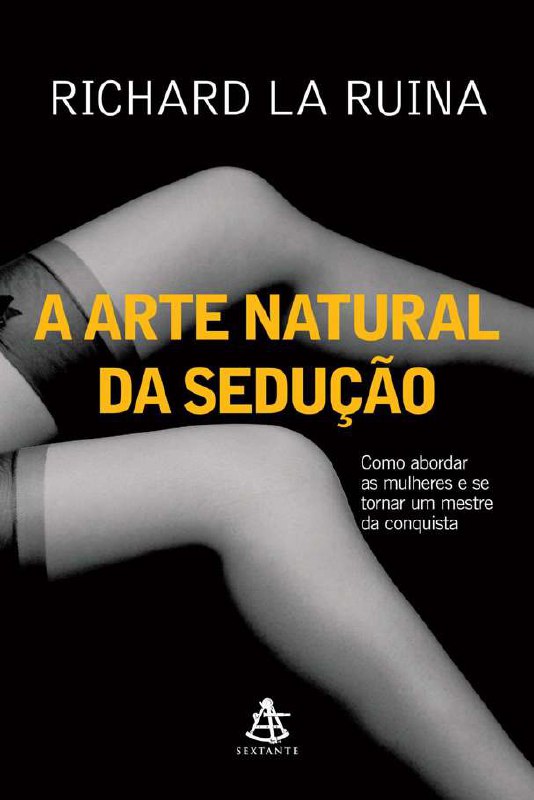 RICHARD LA RUINA
A ARTE NATURAL
DA SEDUÇÃO
Como abordar
as mulheres e se
tornar um mestre
da conquista
SEXTANTE